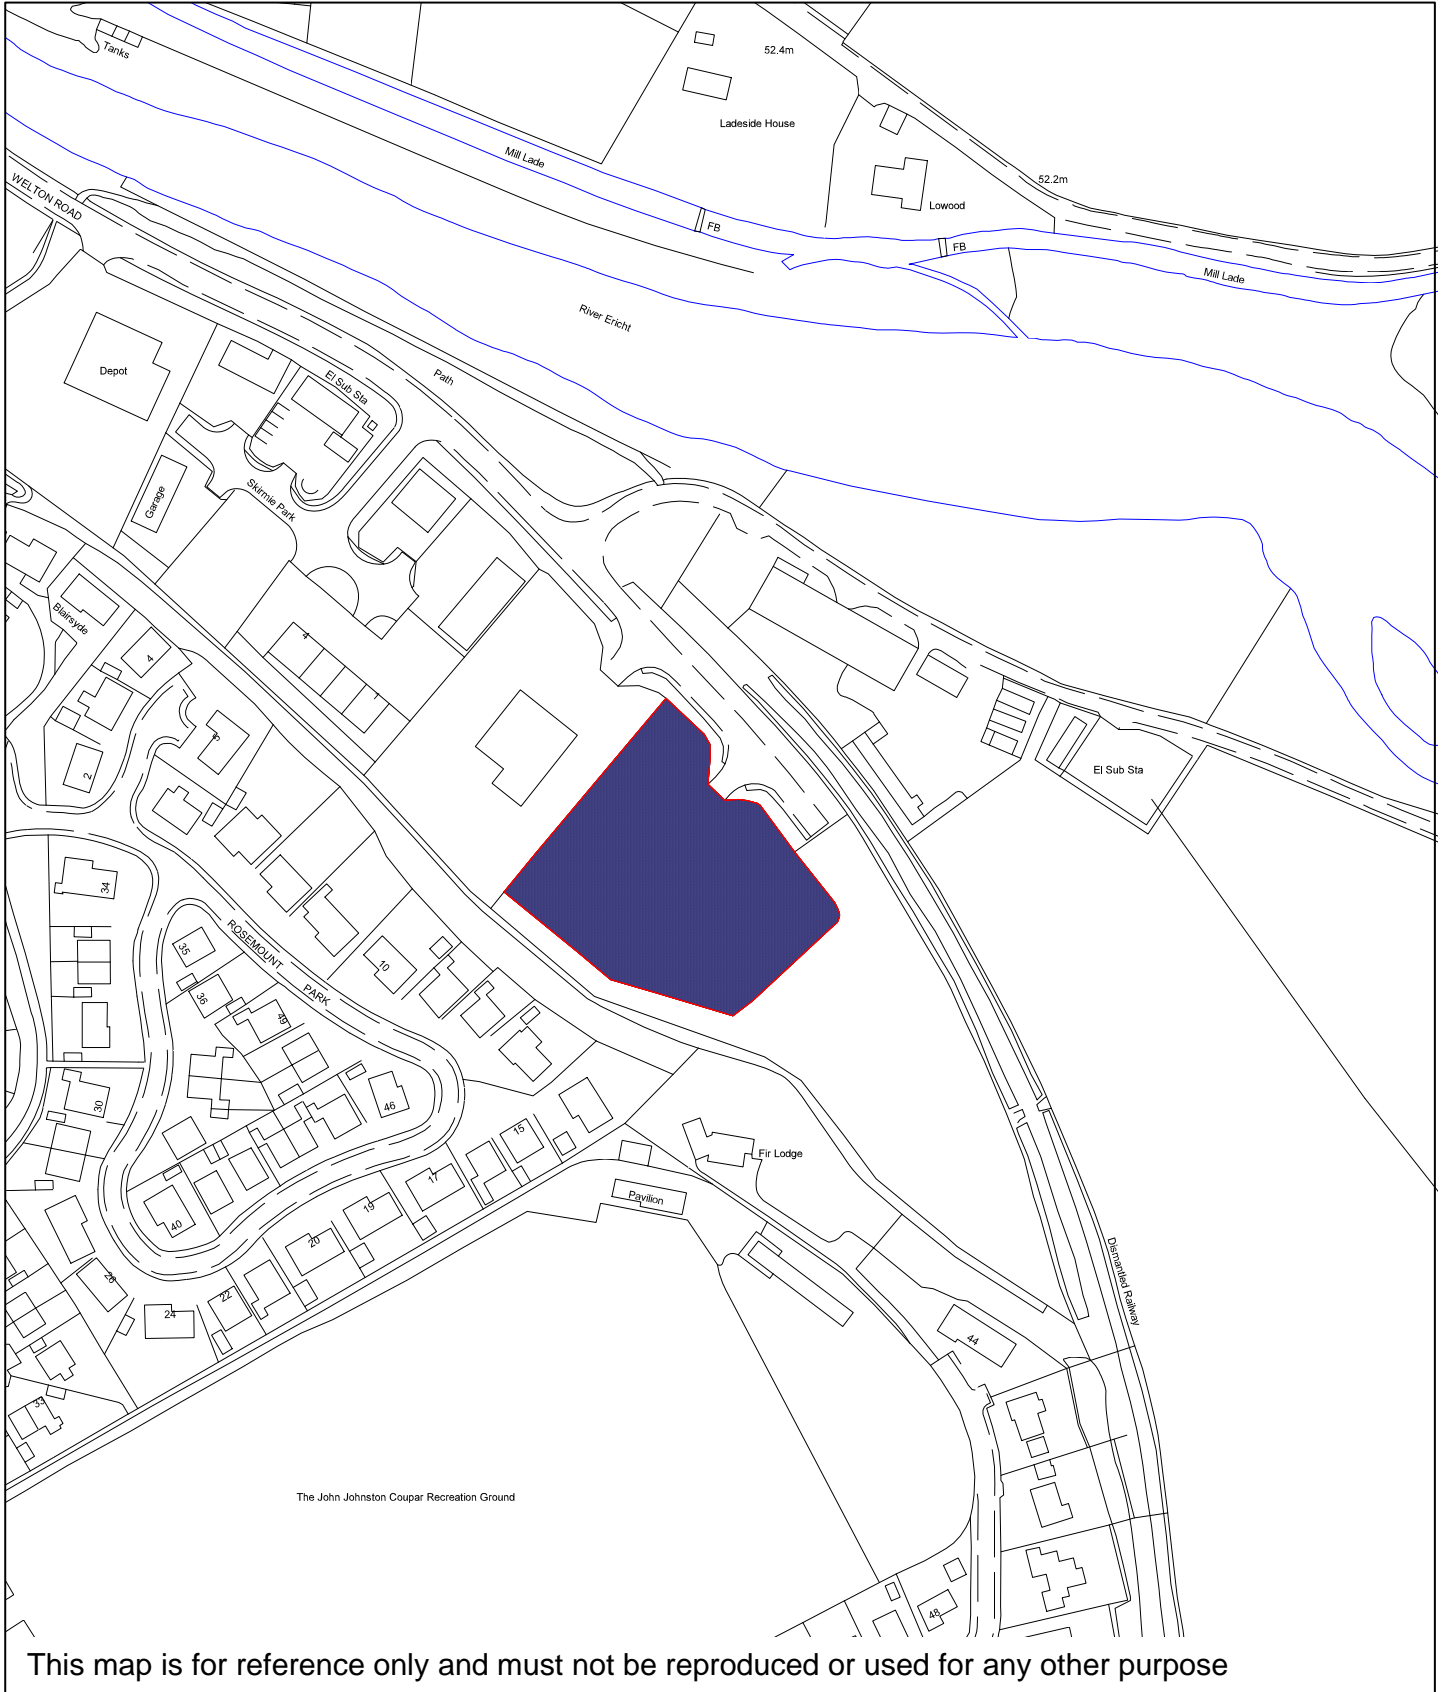 Tanks
52.4m
Ladeside House
Mill Lade
52.2m
WELTON ROAD
Lowood
FB
FB
Mill Lade
River Ericht
Depot
Path
El Sub Sta
Skirmie Park
Garage
Blairsyde
4
4
1
5
2
El Sub Sta
34
35
ROSEMOUNT
PARK
10
36
49
30
46
15
Fir Lodge
17
Pavilion
19
40
20
26
22
24
Dismantled Railway
44
33
The John Johnston Coupar Recreation Ground
48
This map is for reference only and must not be reproduced or used for any other purpose